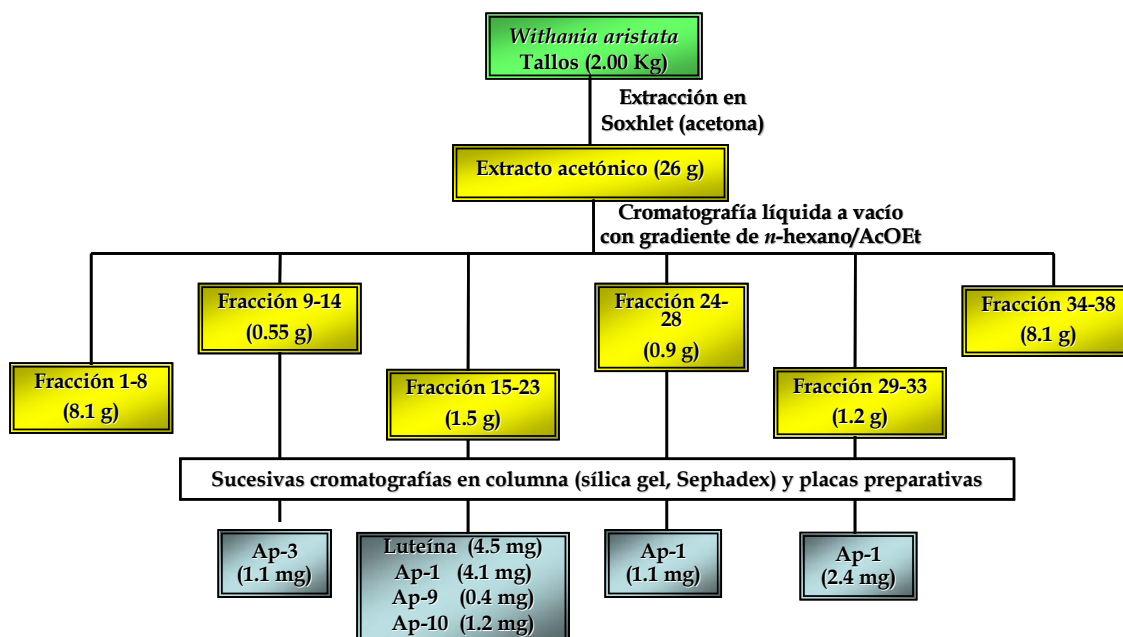 Withania aristata
Tallos (2.00 Kg)
Extracción en
Soxhlet (acetona)
Extracto acetónico (26 g)
Cromatografía líquida a vacío
con gradiente de n-hexano/AcOEt
Fracción 1-8
(8.1 g)
Fracción 9-14
(0.55 g)
Fracción 15-23
(1.5 g)
Fracción 24-
28
(0.9 g)
Fracción 29-33
(1.2 g)
Fracción 34-38
(8.1 g)
Sucesivas cromatografías en columna (sílica gel, Sephadex) y placas preparativas
Ap-3
(1.1 mg)
Luteína (4.5 mg)
Ap-1 (4.1 mg)
Ap-9 (0.4 mg)
Ap-10 (1.2 mg)
Ap-1
(1.1 mg)
Ap-1
(2.4 mg)